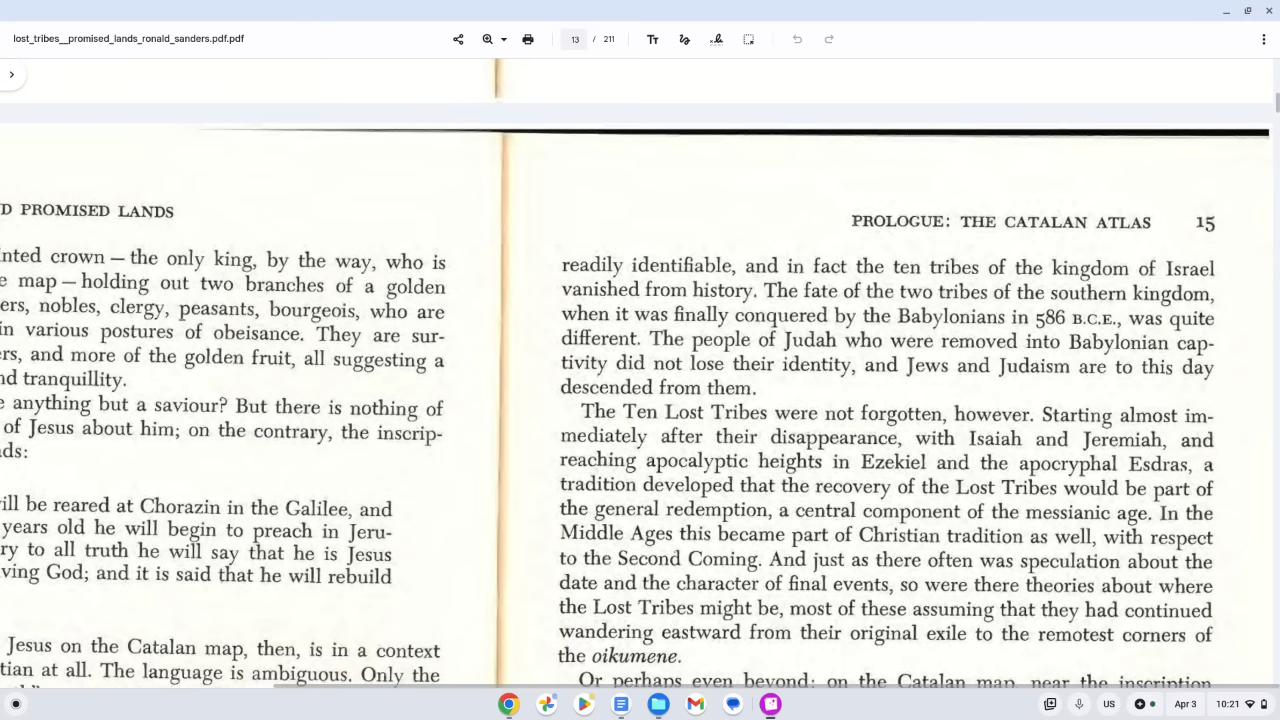 lost_tribes__promised_lands_ronald_sanders.pdf.pdf
13 / 211
D PROMISED LANDS
inted crown — the only king, by the way, who is
e map — holding out two branches of a golden
ers, nobles, clergy, peasants, bourgeois, who are
in various postures of obeisance. They are sur-
rs, and more of the golden fruit, all suggesting a
nd tranquillity.
e anything but a saviour? But there is nothing of
of Jesus about him; on the contrary, the inscrip-
ds:
ill be reared at Chorazin in the Galilee, and
years old he will begin to preach in Jeru-
ry to all truth he will say that he is Jesus
ving God; and it is said that he will rebuild
Jesus on the Catalan map, then, is in a context
tian at all. The language is ambiguous. Only the
PROLOGUE: THE CATALAN ATLAS 15
readily identifiable, and in fact the ten tribes of the kingdom of Israel
vanished from history. The fate of the two tribes of the southern kingdom,
when it was finally conquered by the Babylonians in 586 B.C.E., was quite
different. The people of Judah who were removed into Babylonian cap-
tivity did not lose their identity, and Jews and Judaism are to this day
descended from them.
The Ten Lost Tribes were not forgotten, however. Starting almost im-
mediately after their disappearance, with Isaiah and Jeremiah, and
reaching apocalyptic heights in Ezekiel and the apocryphal Esdras, a
tradition developed that the recovery of the Lost Tribes would be part of
the general redemption, a central component of the messianic age. In the
Middle Ages this became part of Christian tradition as well, with respect
to the Second Coming. And just as there often was speculation about the
date and the character of final events, so were there theories about where
the Lost Tribes might be, most of these assuming that they had continued
wandering eastward from their original exile to the remotest corners of
the oikumene.
Or perhaps even beyond: on the Catalan map, near the inscription
US
Apr 3
10:21